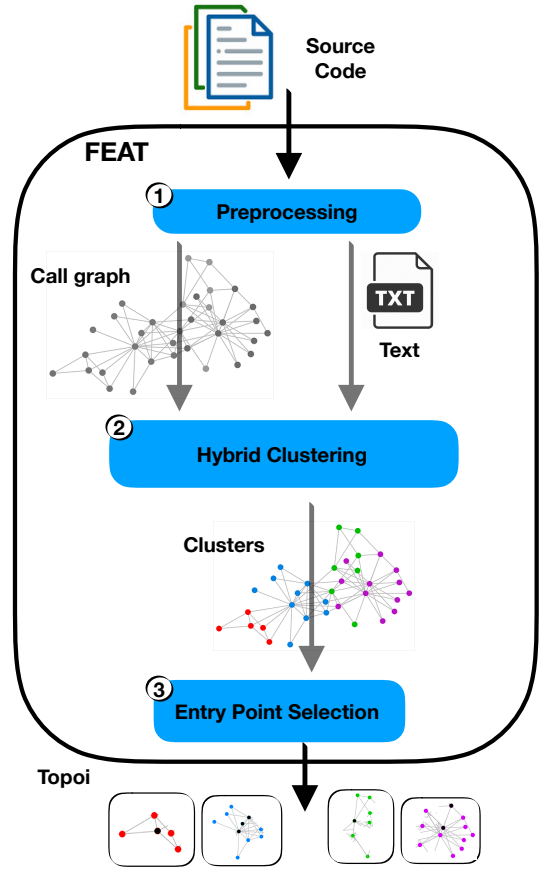 Source
Code
FEAT
1
Preprocessing
Call graph
TXT
Text
2
Hybrid Clustering
Clusters
3
Entry Point Selection
Topoi